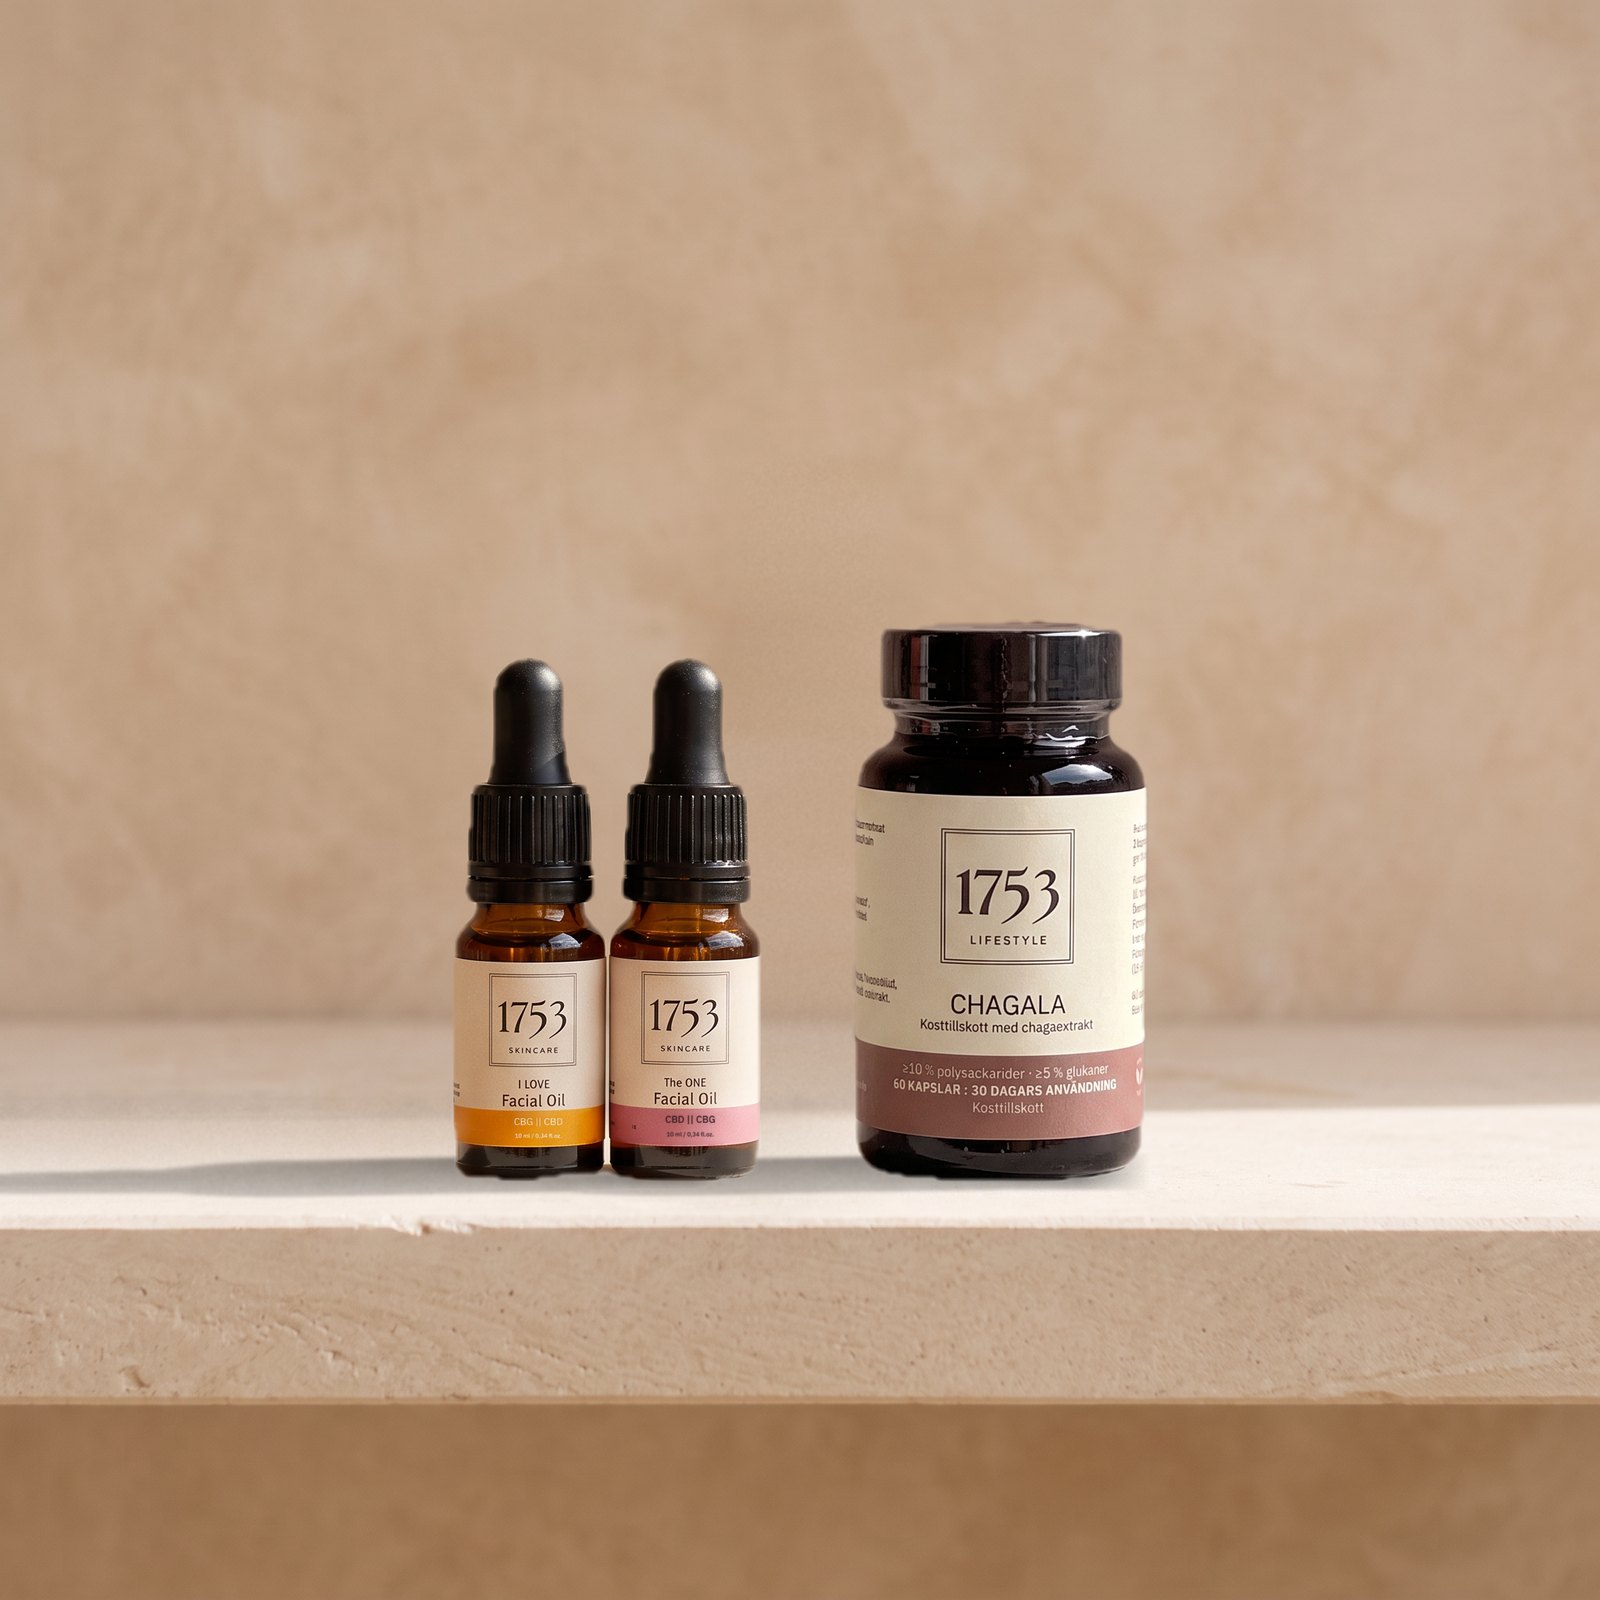 1753
SKINCARE
I LOVE
Facial Oil
CBG || CBD
10 ml / 0,34 fl.oz.
1753
SKINCARE
The ONE
Facial Oil
CBD || CBG
10 ml / 0,34 fl.oz.
1753
LIFESTYLE
CHAGALA
Kosttillskott med chagaextrakt
≥10 % polysackarider · ≥5 % glukaner
60 KAPSLAR : 30 DAGARS ANVÄNDNING
Kosttillskott